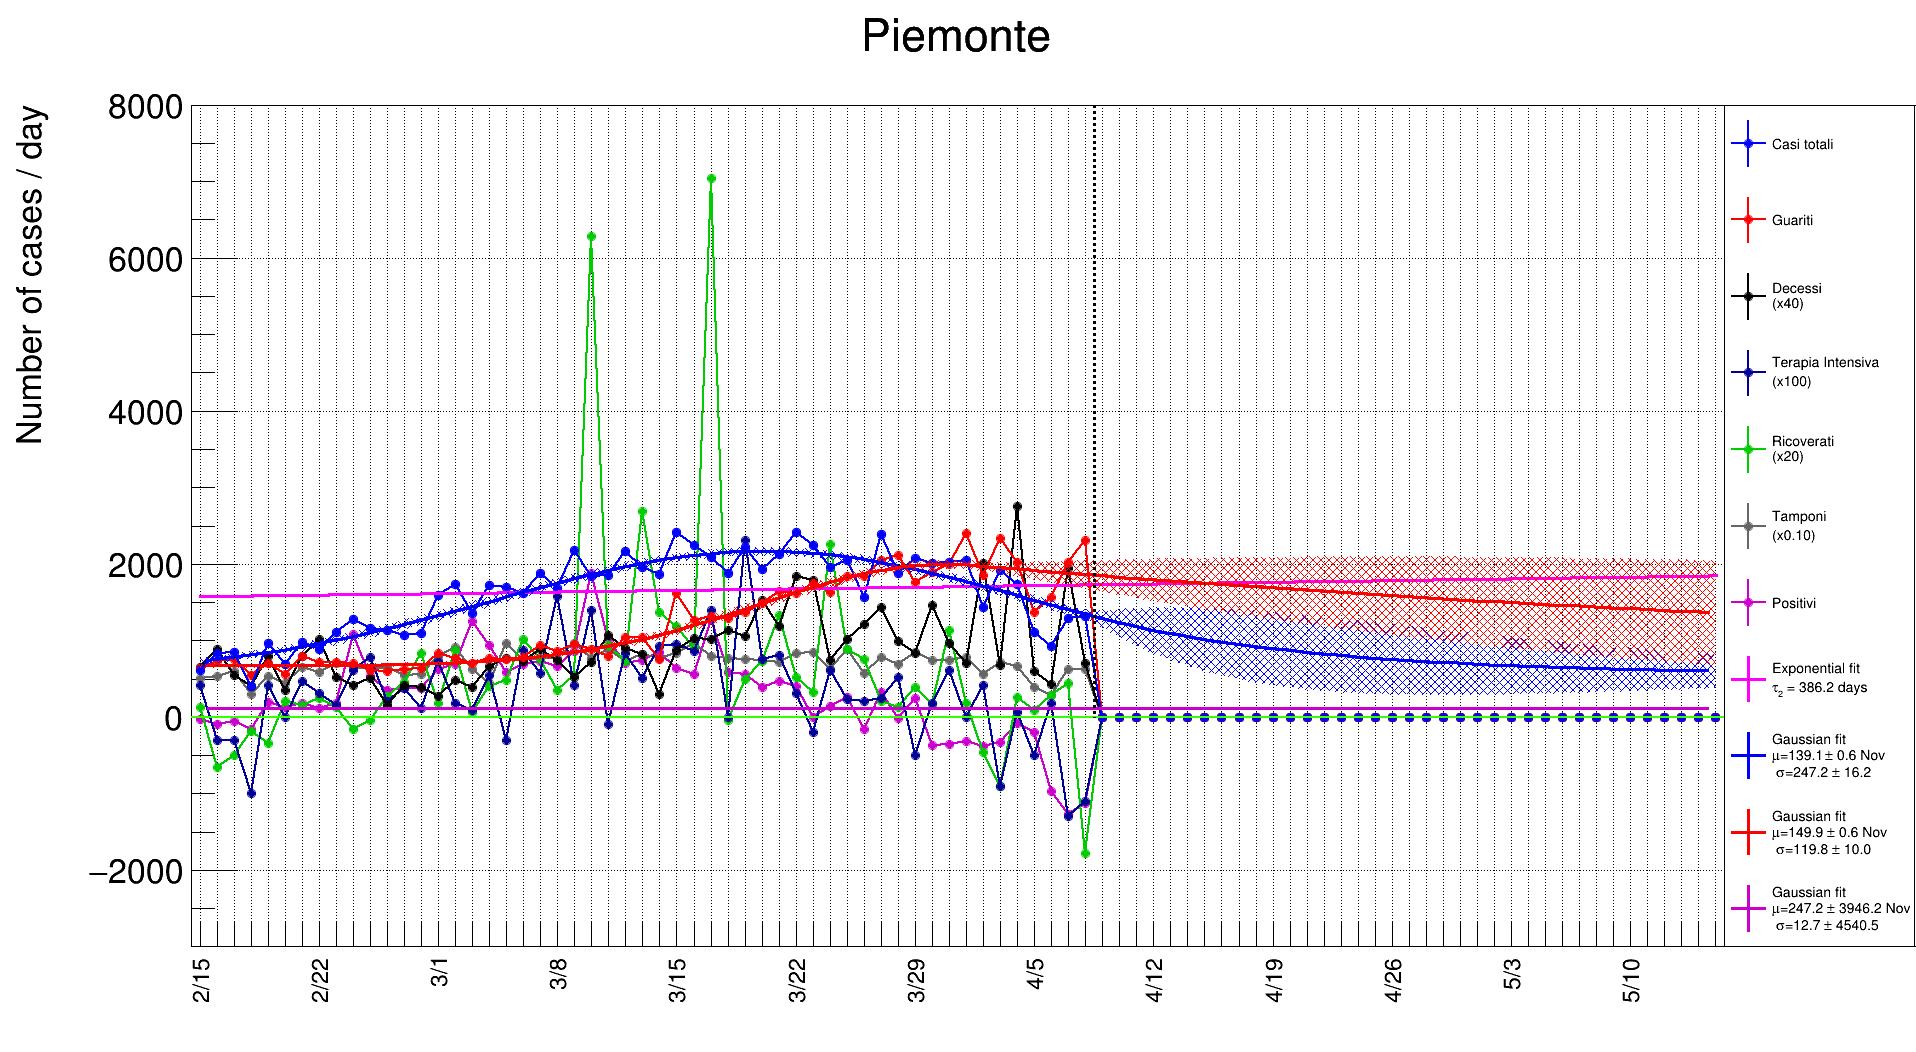 Piemonte
Number of cases / day
8000
6000
4000
2000
0
−2000
2/15
2/22
3/1
3/8
3/15
3/22
3/29
4/5
4/12
4/19
4/26
5/3
5/10
Casi totali
Guariti
Decessi
(x40)
Terapia Intensiva
(x100)
Ricoverati
(x20)
Tamponi
(x0.10)
Positivi
Exponential fit
τ₂ = 386.2 days
Gaussian fit
μ=139.1 ± 0.6 Nov
σ=247.2 ± 16.2
Gaussian fit
μ=149.9 ± 0.6 Nov
σ=119.8 ± 10.0
Gaussian fit
μ=247.2 ± 3946.2 Nov
σ=12.7 ± 4540.5